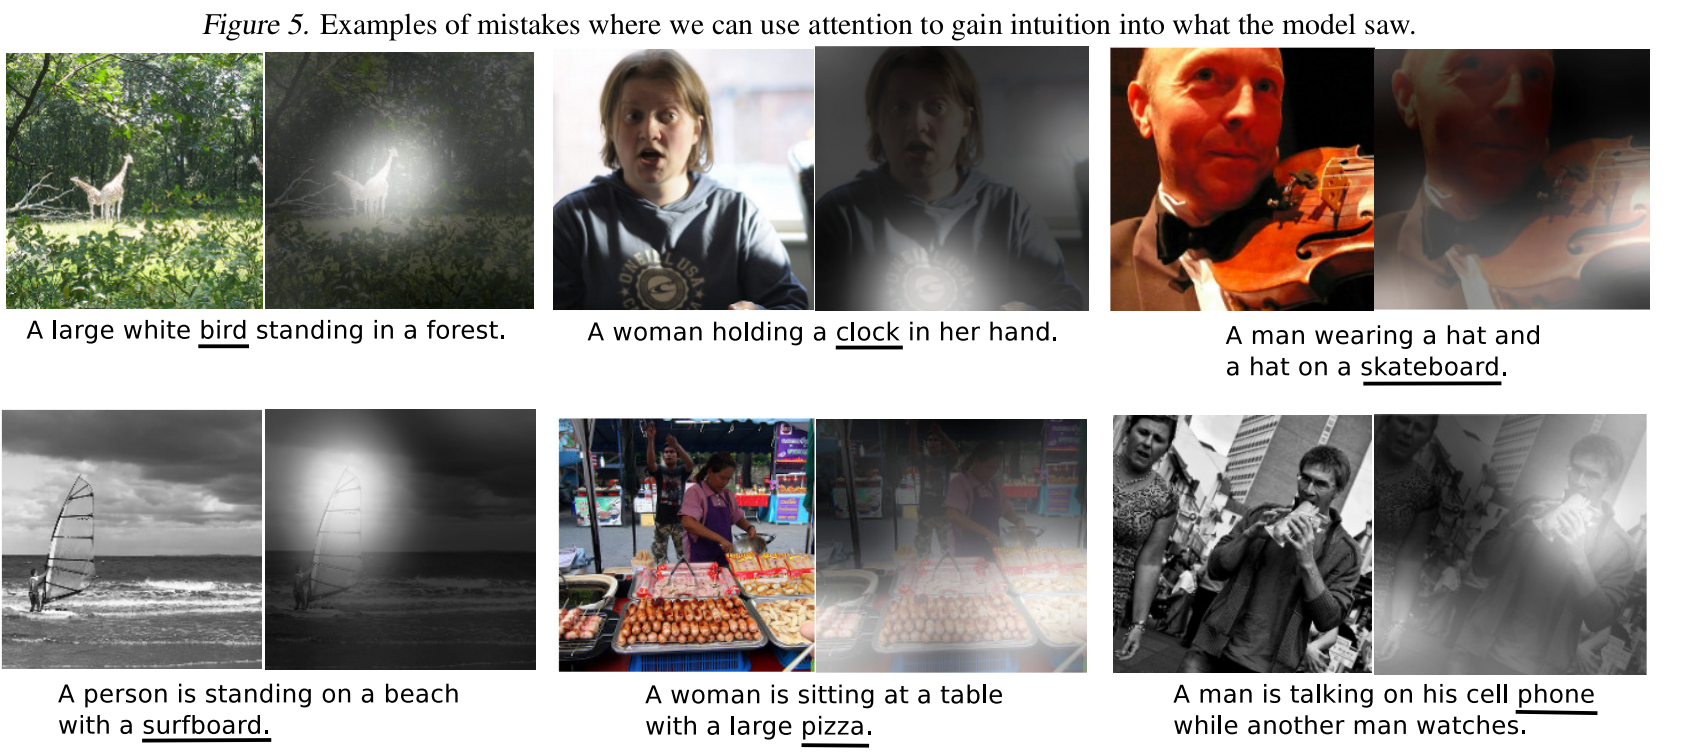 Figure 5. Examples of mistakes where we can use attention to gain intuition into what the model saw.
O'NEILL USA
A large white bird standing in a forest.
A woman holding a clock in her hand.
A man wearing a hat and
a hat on a skateboard.
A person is standing on a beach
with a surfboard.
A woman is sitting at a table
with a large pizza.
A man is talking on his cell phone
while another man watches.